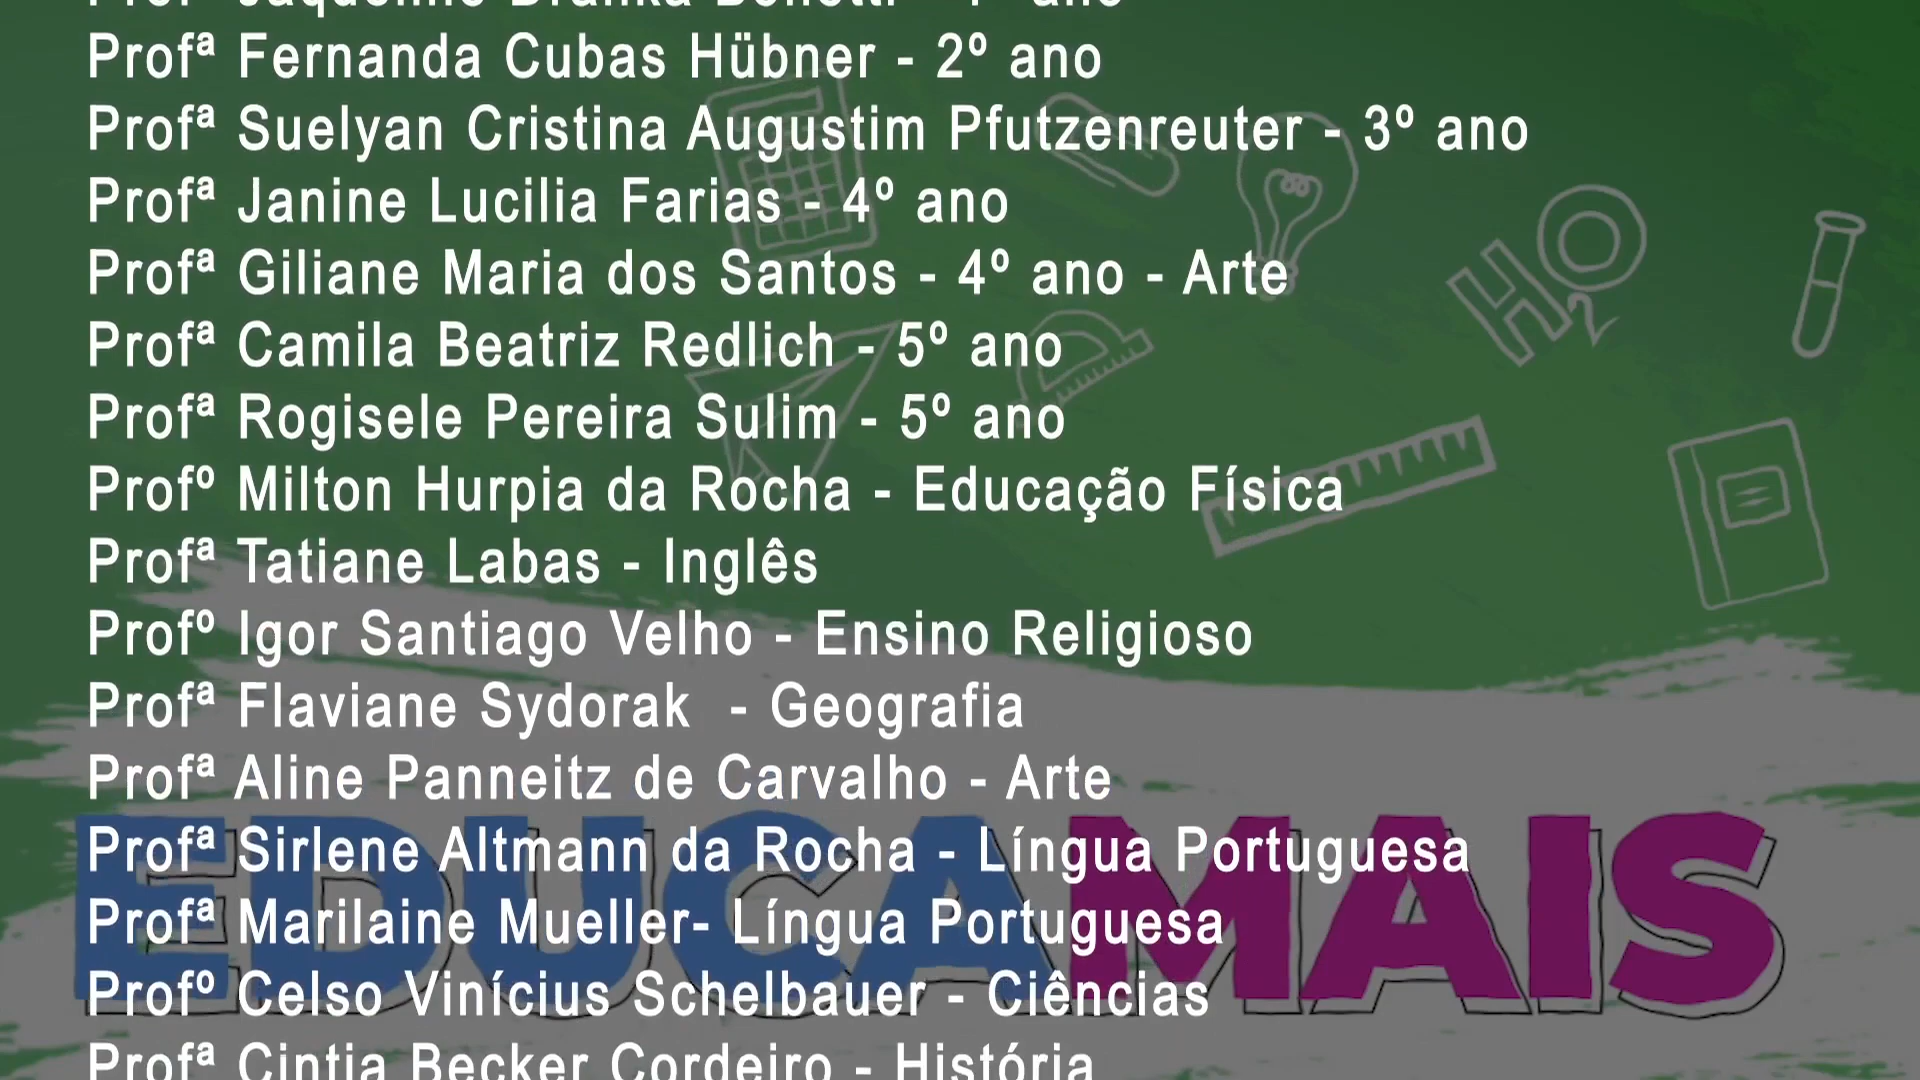 Profª Fernanda Cubas Hübner - 2º ano
Profª Suelyan Cristina Augustim Pfutzenreuter - 3º ano
Profª Janine Lucilia Farias - 4º ano
Profª Giliane Maria dos Santos - 4º ano - Arte
Profª Camila Beatriz Redlich - 5º ano
Profª Rogisele Pereira Sulim - 5º ano
Profº Milton Hurpia da Rocha - Educação Física
Profª Tatiane Labas - Inglês
Profº Igor Santiago Velho - Ensino Religioso
Profª Flaviane Sydorak  - Geografia
Profª Aline Panneitz de Carvalho - Arte
Profª Sirlene Altmann da Rocha - Língua Portuguesa
Profª Marilaine Mueller- Língua Portuguesa
Profº Celso Vinícius Schelbauer - Ciências
Profª Cintia Becker Cordeiro - História
H2O
EDUCAMAIS